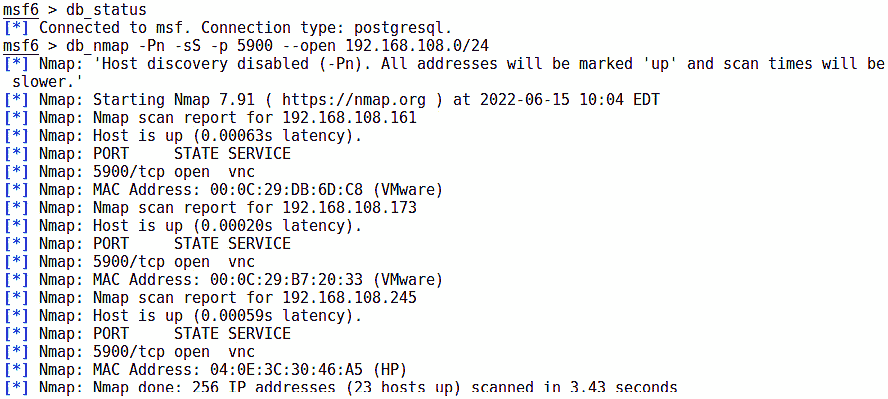 msf6 > db_status
[*] Connected to msf. Connection type: postgresql.
msf6 > db_nmap -Pn -sS -p 5900 --open 192.168.108.0/24
[*] Nmap: 'Host discovery disabled (-Pn). All addresses will be marked 'up' and scan times will be
 slower.'
[*] Nmap: Starting Nmap 7.91 ( https://nmap.org ) at 2022-06-15 10:04 EDT
[*] Nmap: Nmap scan report for 192.168.108.161
[*] Nmap: Host is up (0.00063s latency).
[*] Nmap: PORT     STATE SERVICE
[*] Nmap: 5900/tcp open  vnc
[*] Nmap: MAC Address: 00:0C:29:DB:6D:C8 (VMware)
[*] Nmap: Nmap scan report for 192.168.108.173
[*] Nmap: Host is up (0.00020s latency).
[*] Nmap: PORT     STATE SERVICE
[*] Nmap: 5900/tcp open  vnc
[*] Nmap: MAC Address: 00:0C:29:B7:20:33 (VMware)
[*] Nmap: Nmap scan report for 192.168.108.245
[*] Nmap: Host is up (0.00059s latency).
[*] Nmap: PORT     STATE SERVICE
[*] Nmap: 5900/tcp open  vnc
[*] Nmap: MAC Address: 04:0E:3C:30:46:A5 (HP)
[*] Nmap: Nmap done: 256 IP addresses (23 hosts up) scanned in 3.43 seconds